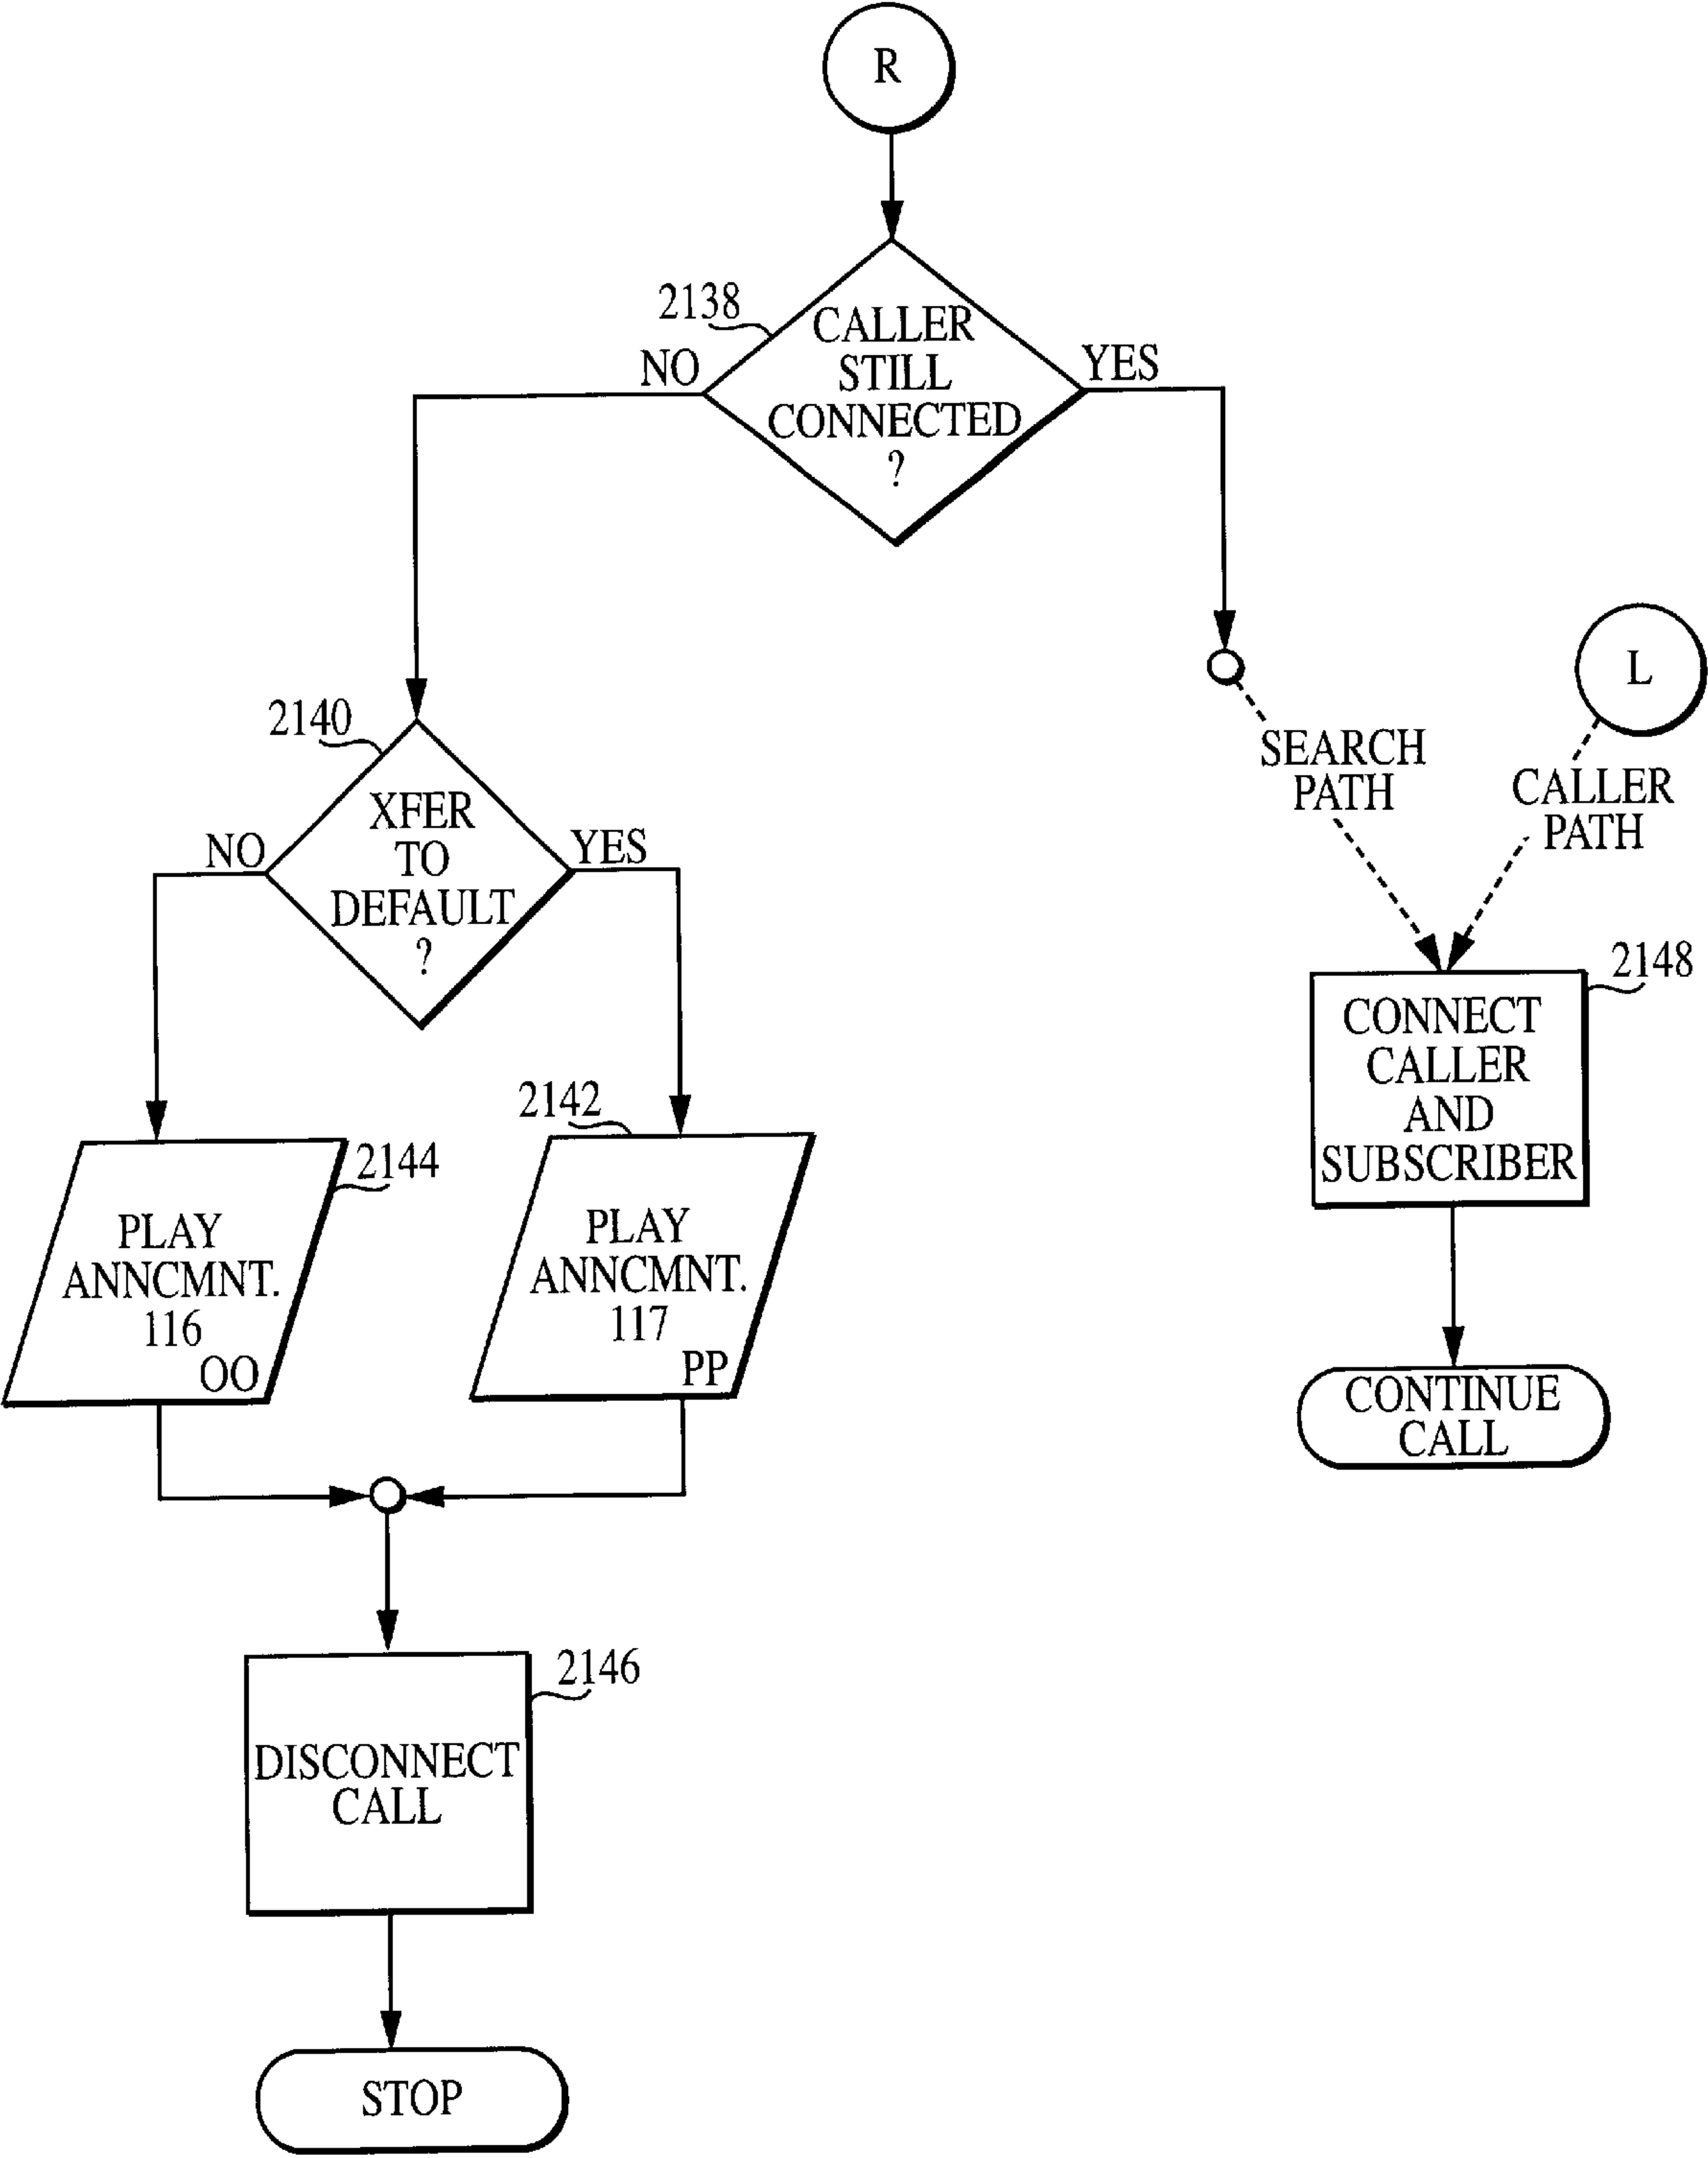 R
2138
CALLER
STILL
CONNECTED
?
NO
YES
L
2140
SEARCH
PATH
CALLER
PATH
XFER
TO
DEFAULT
?
NO
YES
2148
CONNECT
CALLER
AND
SUBSCRIBER
2142
2144
PLAY
ANNCMNT.
116
OO
PLAY
ANNCMNT.
117
PP
CONTINUE
CALL
2146
DISCONNECT
CALL
STOP